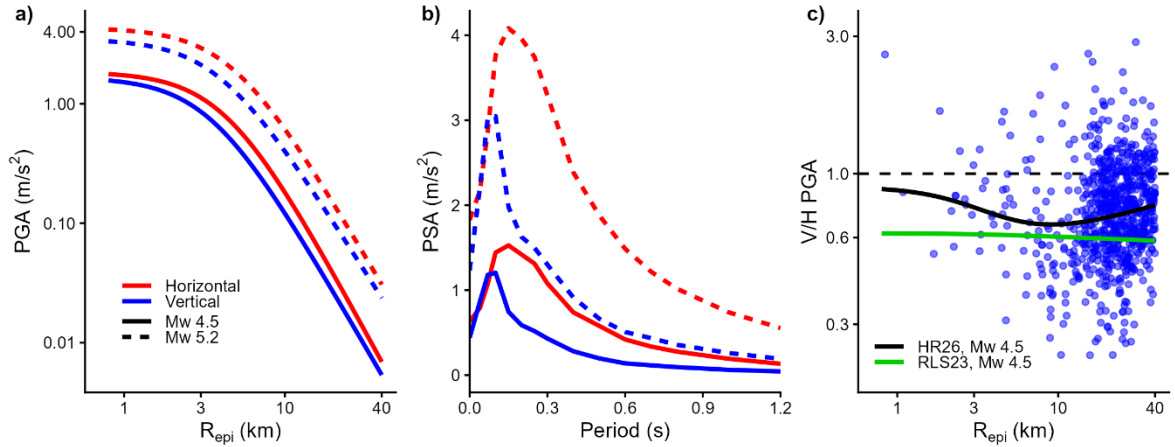 a)
PGA (m/s²)
4.00
1.00
0.10
0.01
Horizontal
Vertical
Mw 4.5
Mw 5.2
1 3 10 40
R_epi (km)
b)
PSA (m/s²)
4
3
2
1
0
0.0 0.3 0.6 0.9 1.2
Period (s)
c)
V/H PGA
3.0
1.0
0.6
0.3
HR26, Mw 4.5
RLS23, Mw 4.5
1 3 10 40
R_epi (km)